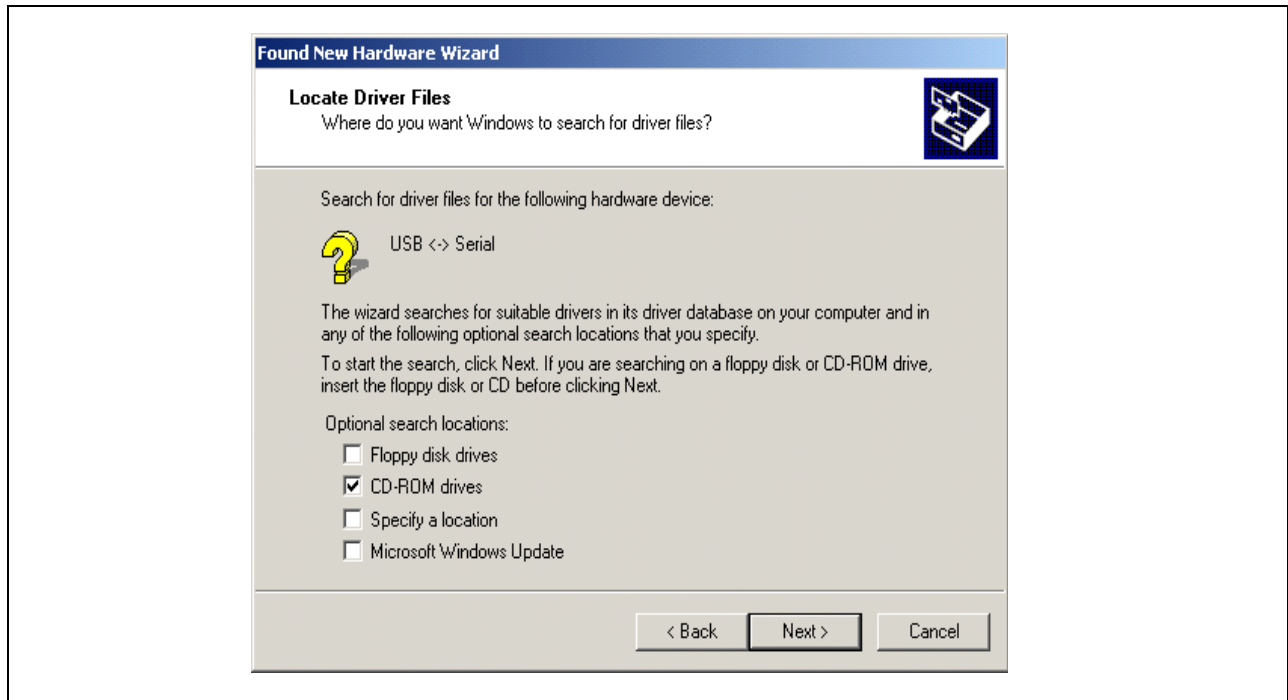 Found New Hardware Wizard
Locate Driver Files
Where do you want Windows to search for driver files?
Search for driver files for the following hardware device:
USB <-> Serial
The wizard searches for suitable drivers in its driver database on your computer and in
any of the following optional search locations that you specify.
To start the search, click Next. If you are searching on a floppy disk or CD-ROM drive,
insert the floppy disk or CD before clicking Next.
Optional search locations:
Floppy disk drives
CD-ROM drives
Specify a location
Microsoft Windows Update
< Back
Next >
Cancel